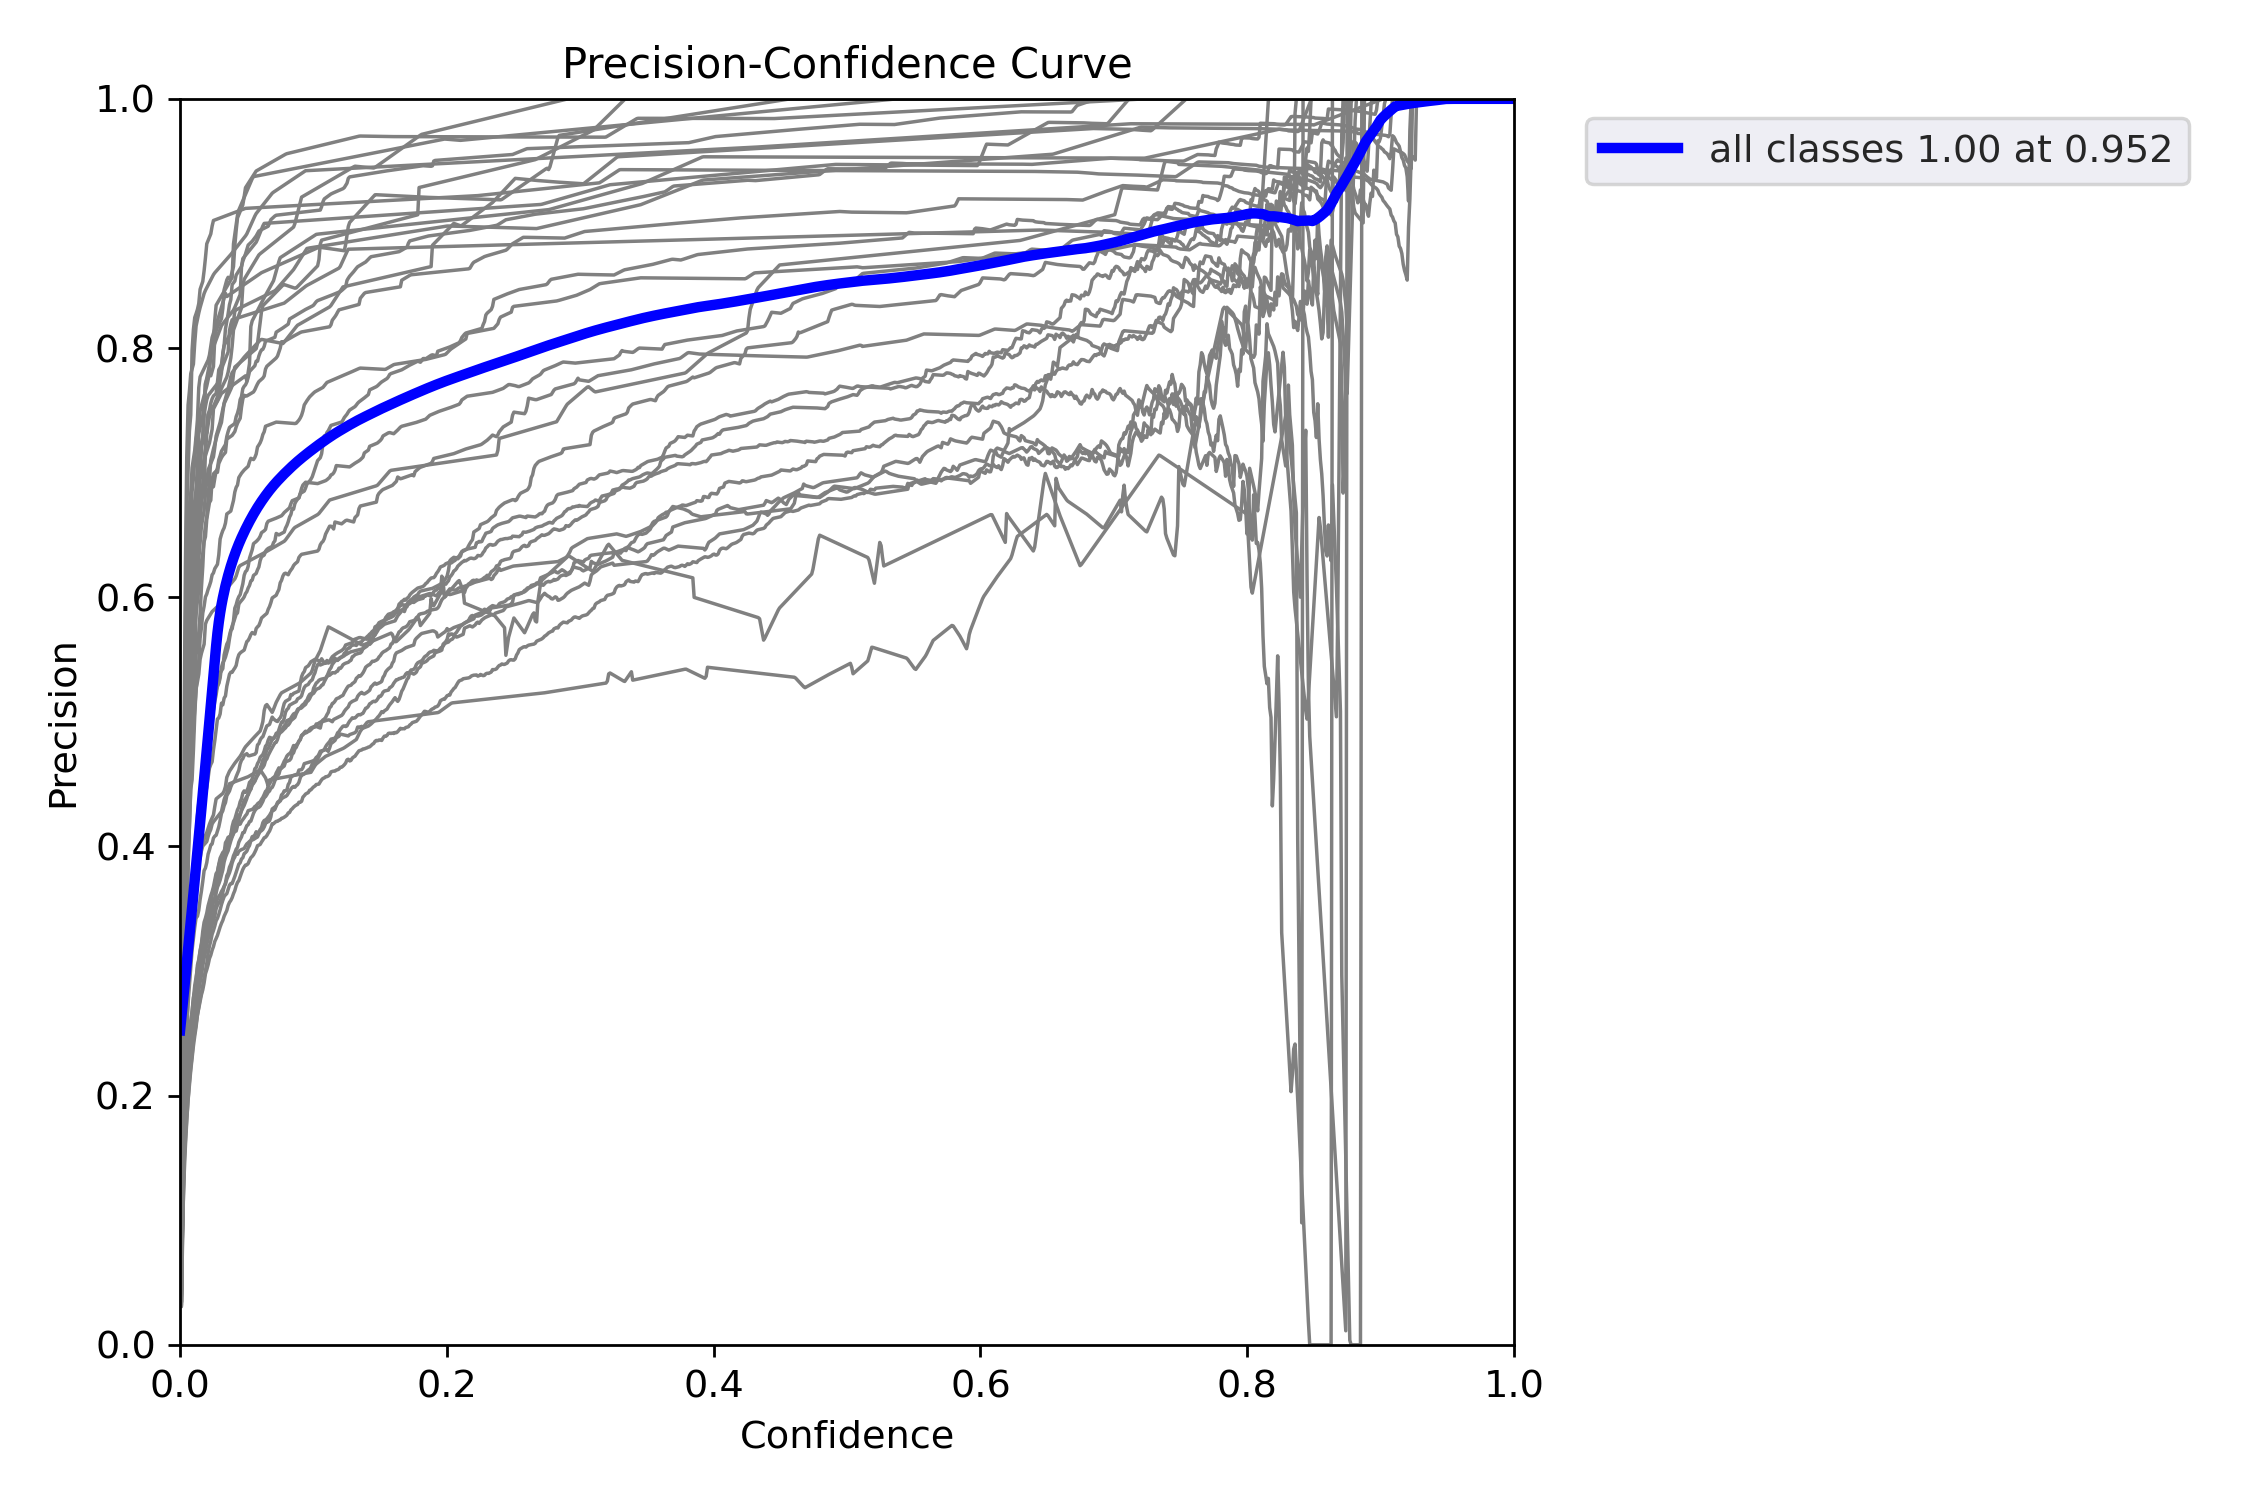 Precision-Confidence Curve
1.0
0.8
0.6
0.4
0.2
0.0
Precision
0.0 0.2 0.4 0.6 0.8 1.0
Confidence
all classes 1.00 at 0.952